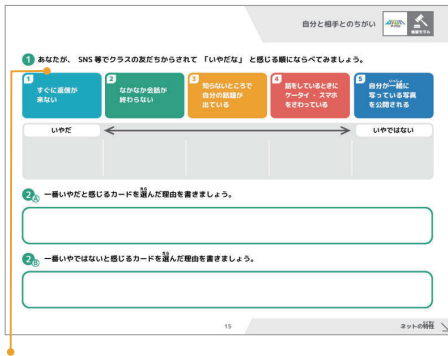 自分と相手とのちがい
情報モラル
1 あなたが、SNS 等でクラスの友だちからされて 「いやだな」 と感じる順にならべてみましょう。
1
すぐに返信が
来ない
2
なかなか会話が
終わらない
3
知らないところで
自分の話題が
出ている
4
話をしているときに
ケータイ・スマホ
をさわっている
5
自分が一緒に
写っている写真
を公開される
いやだ
いやではない
2 A 一番いやだと感じるカードを選んだ理由を書きましょう。
2 B 一番いやではないと感じるカードを選んだ理由を書きましょう。
15
ネットの特性